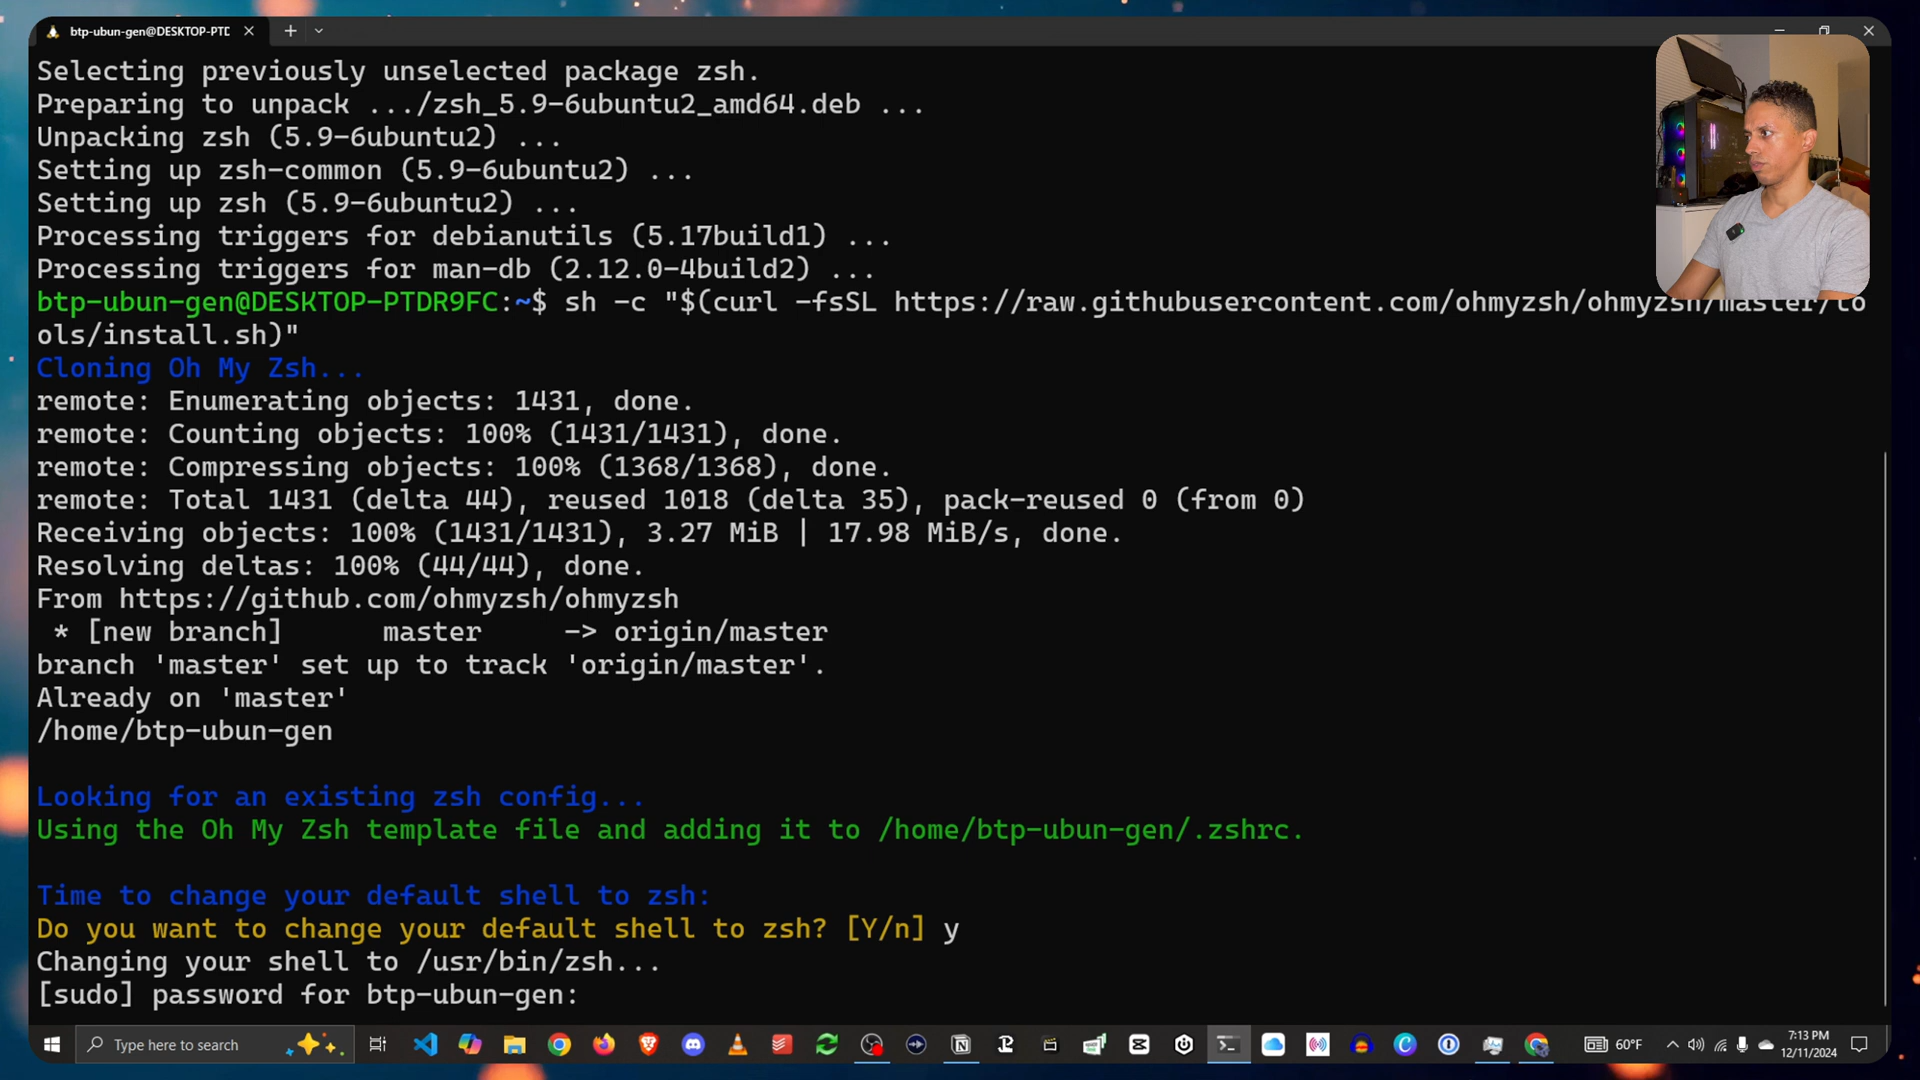 btp-ubun-gen@DESKTOP-PTD
Selecting previously unselected package zsh.
Preparing to unpack .../zsh_5.9-6ubuntu2_amd64.deb ...
Unpacking zsh (5.9-6ubuntu2) ...
Setting up zsh-common (5.9-6ubuntu2) ...
Setting up zsh (5.9-6ubuntu2) ...
Processing triggers for debianutils (5.17build1) ...
Processing triggers for man-db (2.12.0-4build2) ...
btp-ubun-gen@DESKTOP-PTDR9FC:~$ sh -c "$(curl -fsSL https://raw.githubusercontent.com/ohmyzsh/ohmyzsh/master/to
ols/install.sh)"
Cloning Oh My Zsh...
remote: Enumerating objects: 1431, done.
remote: Counting objects: 100% (1431/1431), done.
remote: Compressing objects: 100% (1368/1368), done.
remote: Total 1431 (delta 44), reused 1018 (delta 35), pack-reused 0 (from 0)
Receiving objects: 100% (1431/1431), 3.27 MiB | 17.98 MiB/s, done.
Resolving deltas: 100% (44/44), done.
From https://github.com/ohmyzsh/ohmyzsh
* [new branch]      master     -> origin/master
branch 'master' set up to track 'origin/master'.
Already on 'master'
/home/btp-ubun-gen
Looking for an existing zsh config...
Using the Oh My Zsh template file and adding it to /home/btp-ubun-gen/.zshrc.
Time to change your default shell to zsh:
Do you want to change your default shell to zsh? [Y/n] y
Changing your shell to /usr/bin/zsh...
[sudo] password for btp-ubun-gen:
Type here to search
60°F
7:13 PM
12/11/2024